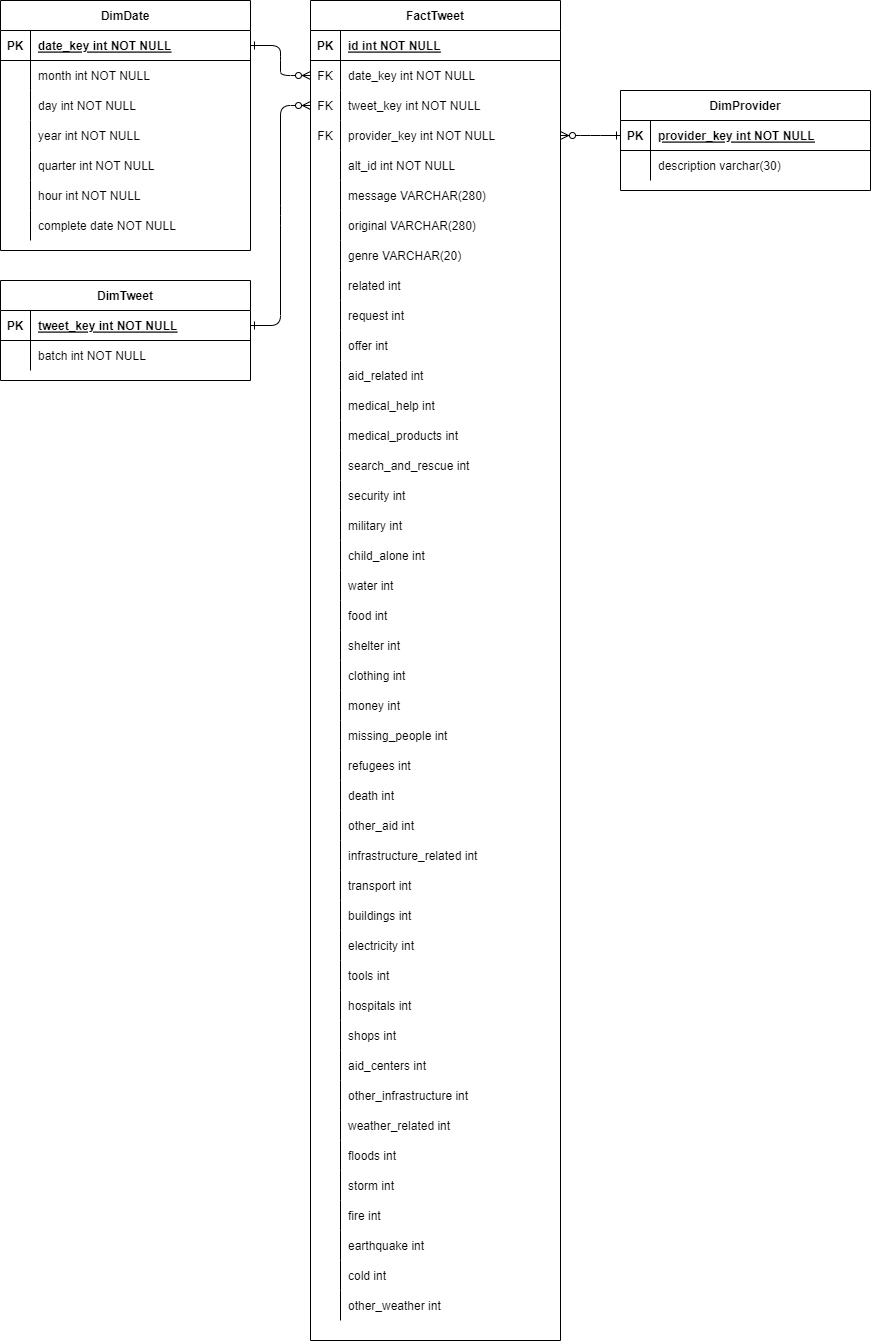 DimDate
PK date_key int NOT NULL
month int NOT NULL
day int NOT NULL
year int NOT NULL
quarter int NOT NULL
hour int NOT NULL
complete date NOT NULL
DimTweet
PK tweet_key int NOT NULL
batch int NOT NULL
FactTweet
PK id int NOT NULL
FK date_key int NOT NULL
FK tweet_key int NOT NULL
FK provider_key int NOT NULL
alt_id int NOT NULL
message VARCHAR(280)
original VARCHAR(280)
genre VARCHAR(20)
related int
request int
offer int
aid_related int
medical_help int
medical_products int
search_and_rescue int
security int
military int
child_alone int
water int
food int
shelter int
clothing int
money int
missing_people int
refugees int
death int
other_aid int
infrastructure_related int
transport int
buildings int
electricity int
tools int
hospitals int
shops int
aid_centers int
other_infrastructure int
weather_related int
floods int
storm int
fire int
earthquake int
cold int
other_weather int
DimProvider
PK provider_key int NOT NULL
description varchar(30)